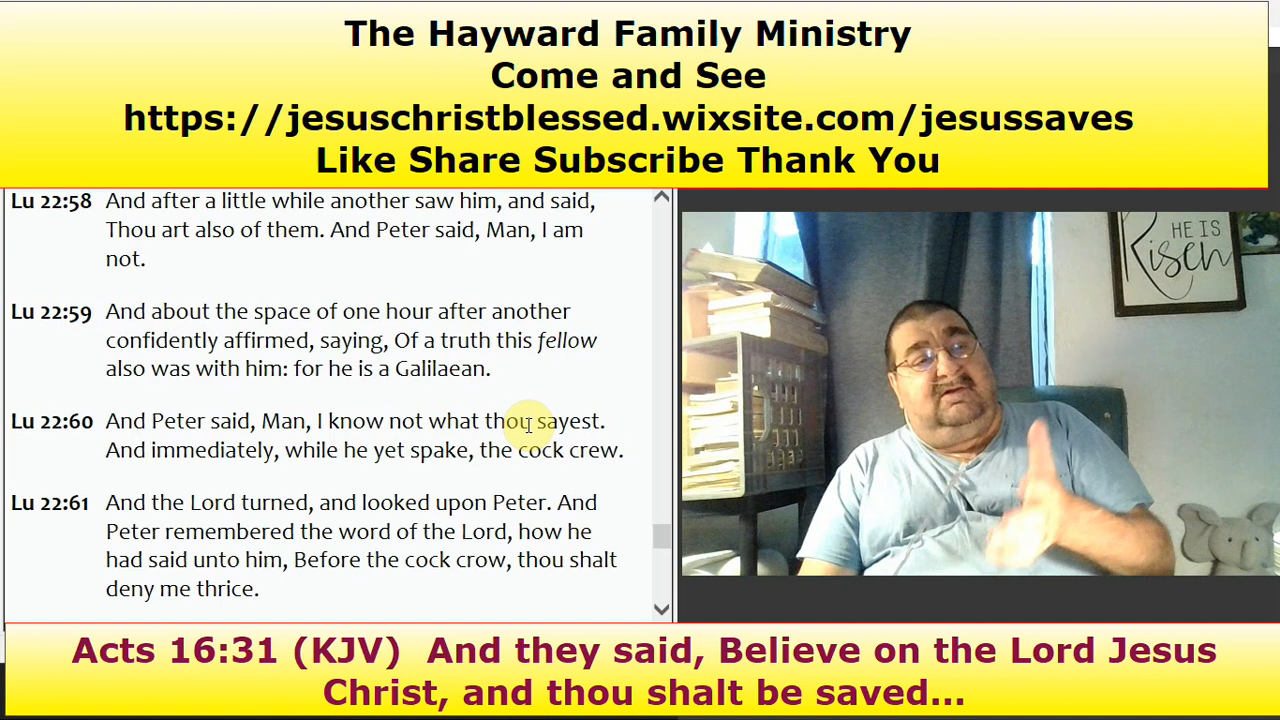 The Hayward Family Ministry
Come and See
https://jesuschristblessed.wixsite.com/jesussaves
Like Share Subscribe Thank You
Lu 22:58 And after a little while another saw him, and said,
Thou art also of them. And Peter said, Man, I am
not.
Lu 22:59 And about the space of one hour after another
confidently affirmed, saying, Of a truth this fellow
also was with him: for he is a Galilaean.
Lu 22:60 And Peter said, Man, I know not what thou sayest.
And immediately, while he yet spake, the cock crew.
Lu 22:61 And the Lord turned, and looked upon Peter. And
Peter remembered the word of the Lord, how he
had said unto him, Before the cock crow, thou shalt
deny me thrice.
HE IS
Risen
Acts 16:31 (KJV) And they said, Believe on the Lord Jesus
Christ, and thou shalt be saved...